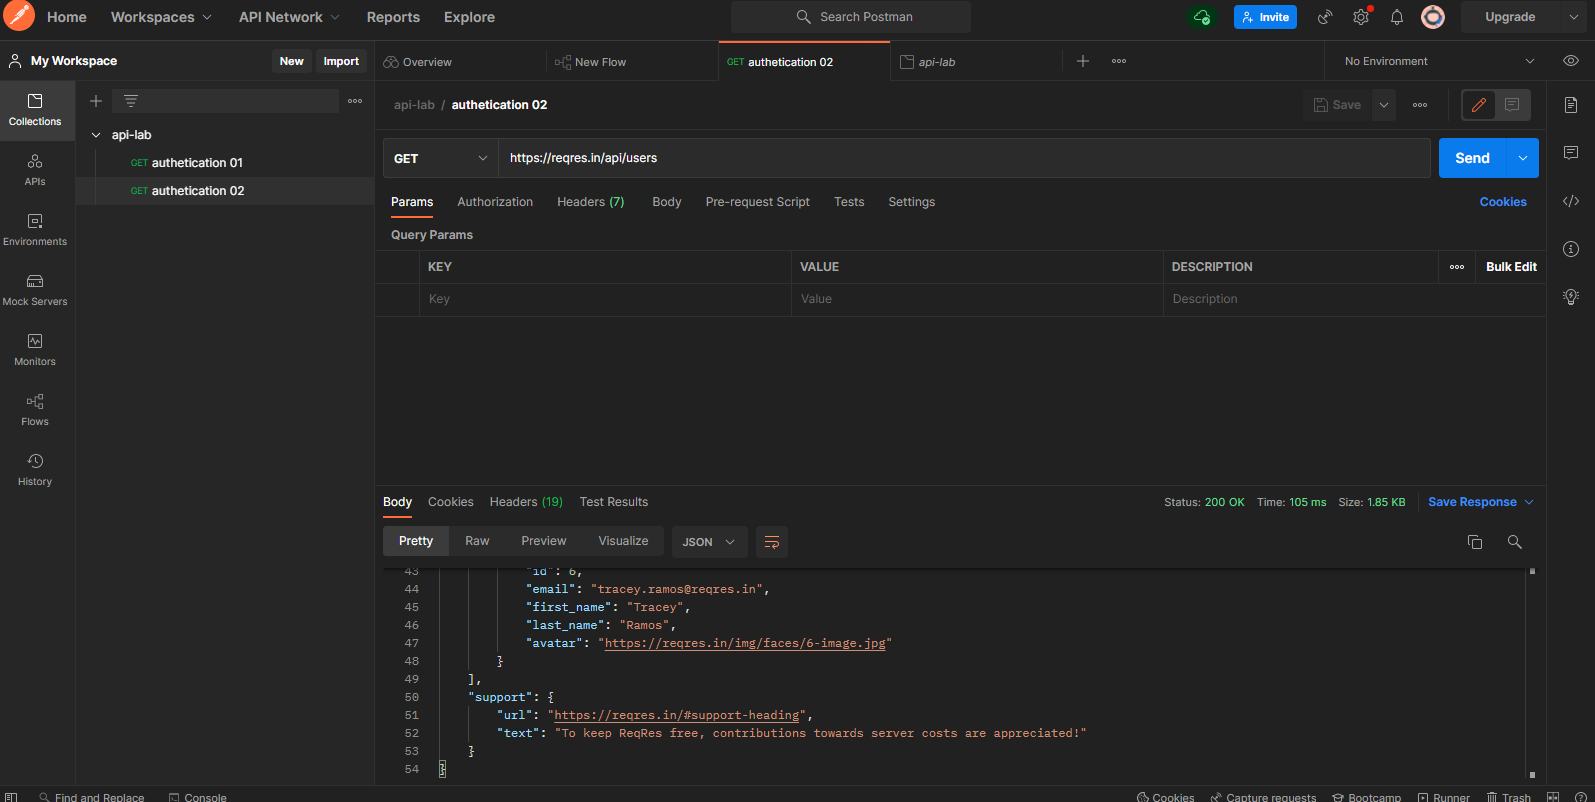 Home Workspaces API Network Reports Explore Search Postman Invite Upgrade
My Workspace New Import Overview New Flow GET authetication 02 api-lab No Environment
Collections
APIs
Environments
Mock Servers
Monitors
Flows
History
api-lab
GET authetication 01
GET authetication 02
api-lab / authetication 02 Save
GET https://reqres.in/api/users Send
Params Authorization Headers (7) Body Pre-request Script Tests Settings Cookies
Query Params
KEY VALUE DESCRIPTION Bulk Edit
Key Value Description
Body Cookies Headers (19) Test Results Status: 200 OK Time: 105 ms Size: 1.85 KB Save Response
Pretty Raw Preview Visualize JSON
43 "id": 6,
44 "email": "tracey.ramos@reqres.in",
45 "first_name": "Tracey",
46 "last_name": "Ramos",
47 "avatar": "https://reqres.in/img/faces/6-image.jpg"
48 }
49 ],
50 "support": {
51 "url": "https://reqres.in/#support-heading",
52 "text": "To keep ReqRes free, contributions towards server costs are appreciated!"
53 }
54 }
Find and Replace Console Cookies Capture requests Bootcamp Runner Trash